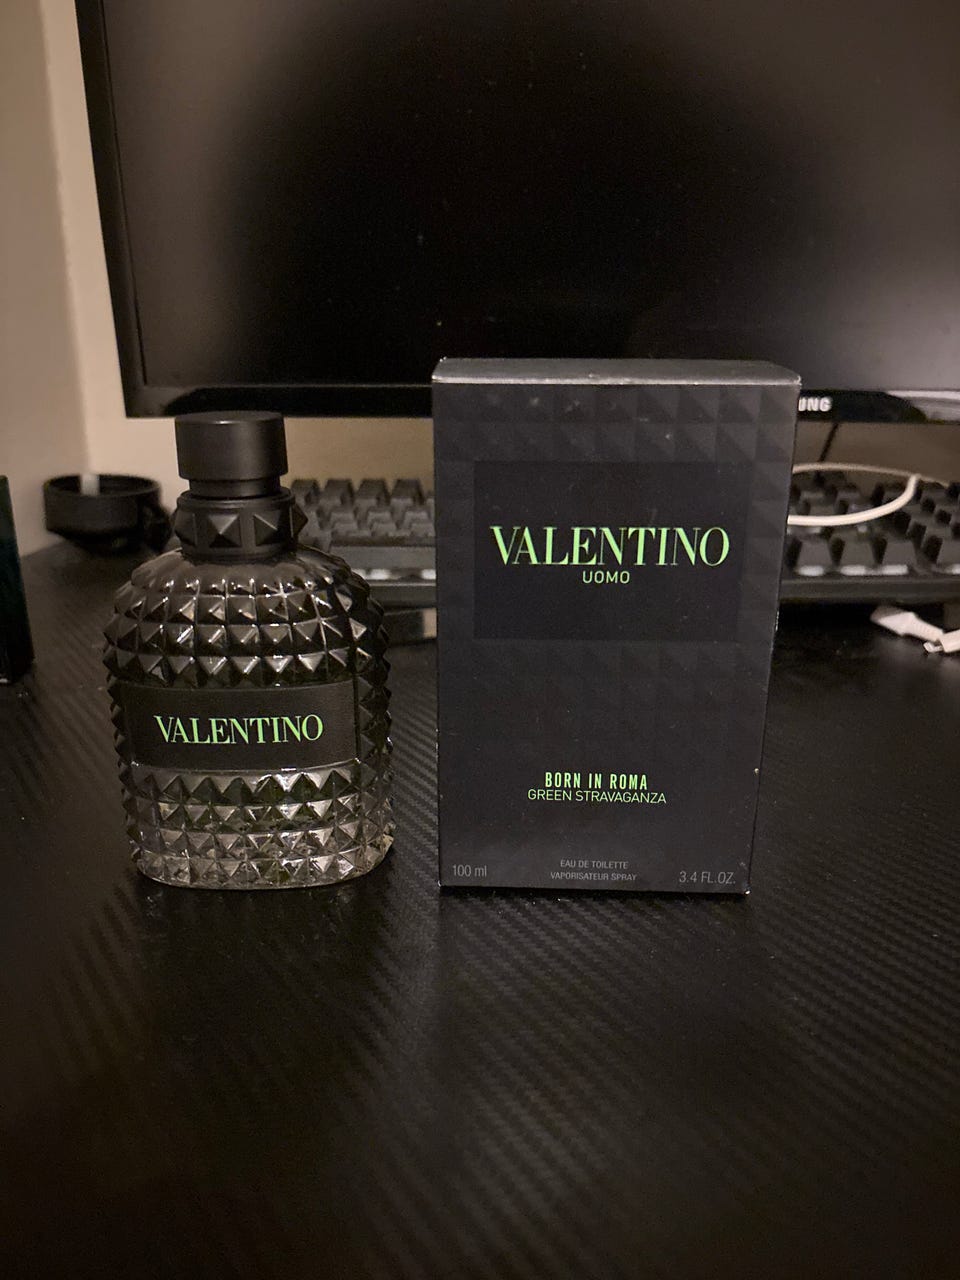 UNG
VALENTINO
VALENTINO
UOMO
BORN IN ROMA
GREEN STRAVAGANZA
EAU DE TOILETTE
VAPORISATEUR SPRAY
100 ml
3.4 FL.OZ.